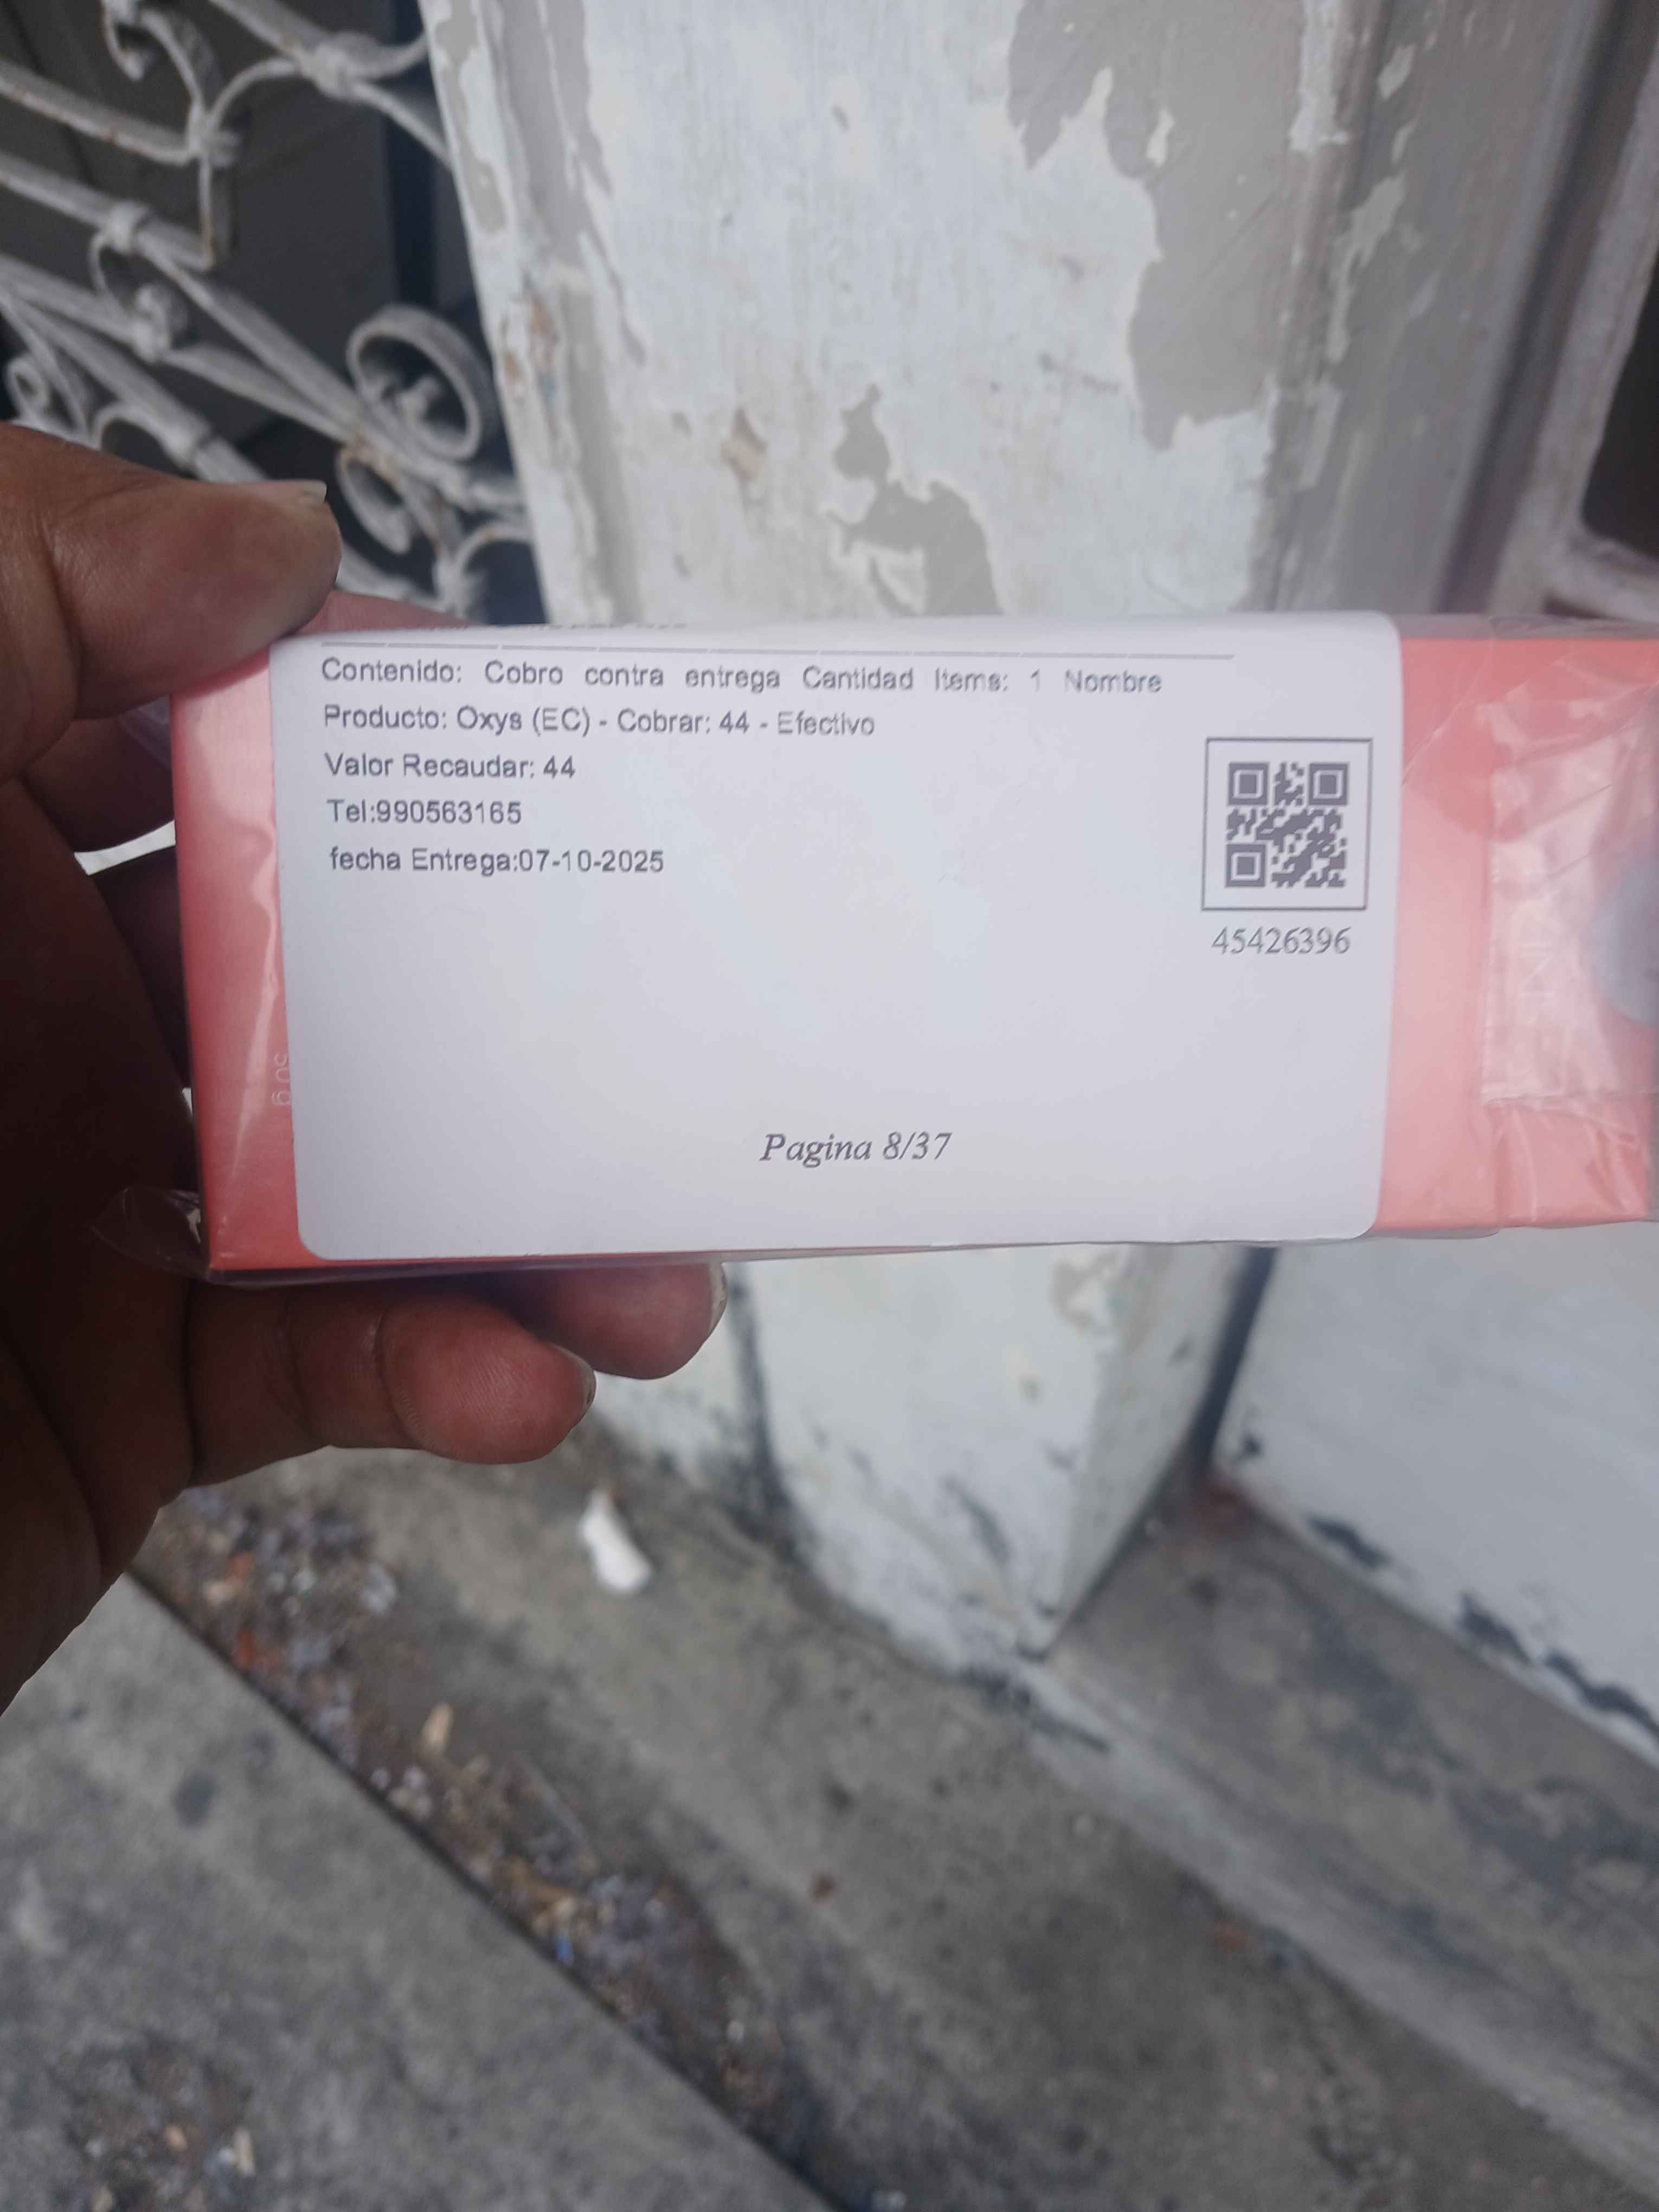 Contenido: Cobro contra entrega Cantidad Items: 1 Nombre
Producto: Oxys (EC) - Cobrar: 44 - Efectivo
Valor Recaudar: 44
Tel:990563165
fecha Entrega:07-10-2025
45426396
50 g
Pagina 8/37